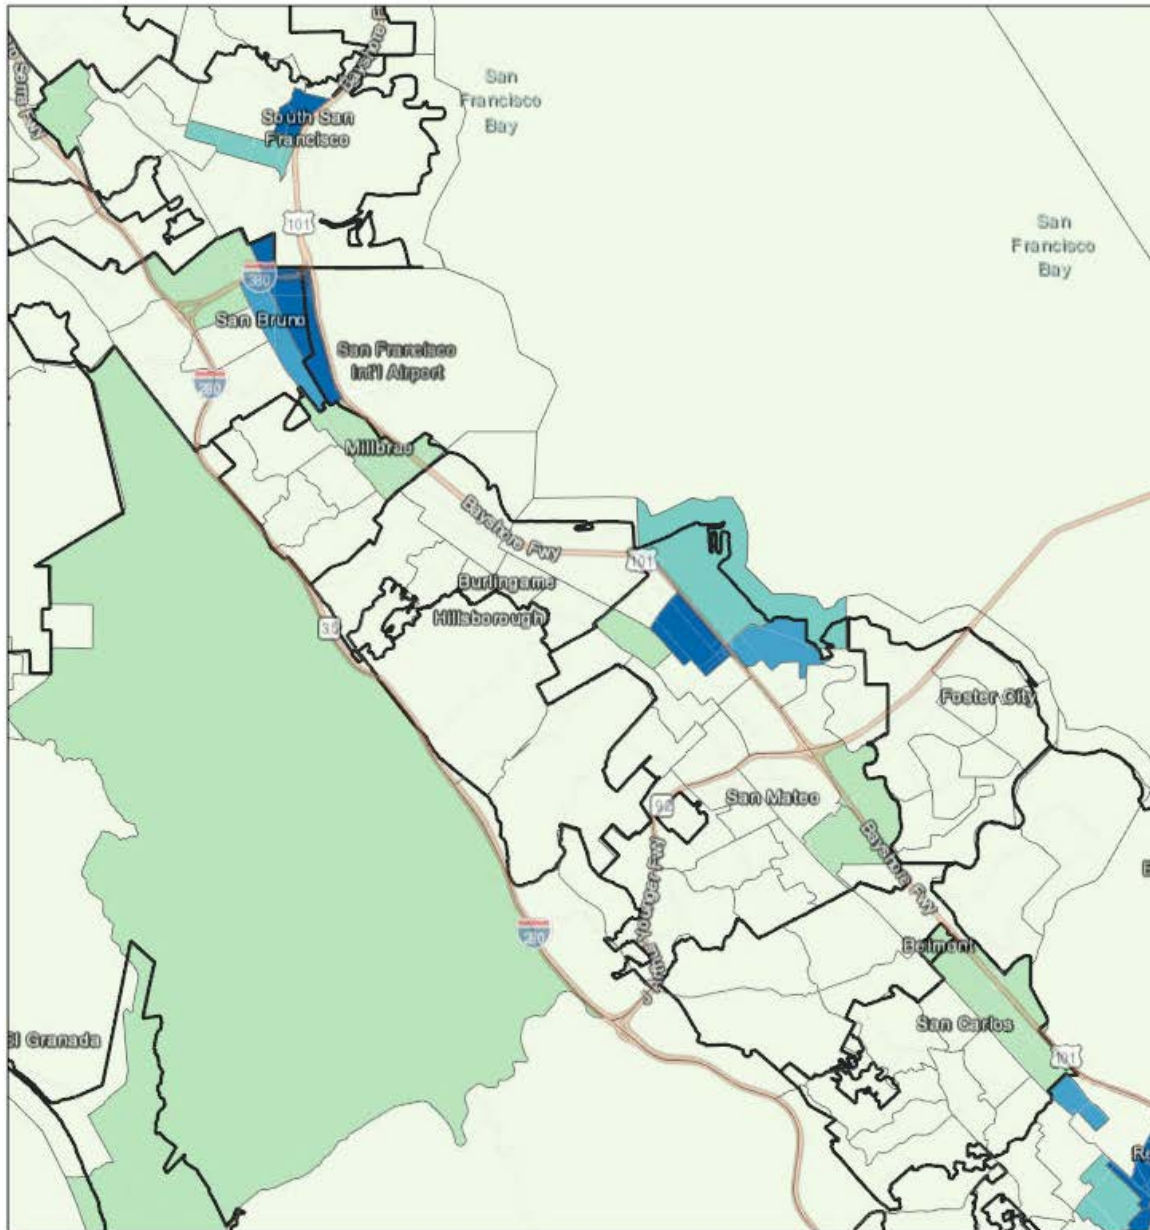 San
Francisco
Bay
South San
Francisco
101
San
Francisco
Bay
380
San Bruno
San Francisco
Int'l Airport
280
Millbrae
Bayshore Fwy
101
Burlingame
Hillsborough
35
Foster City
San Mateo
92
Bayshore Fwy
280
Belmont
San Carlos
El Granada
101